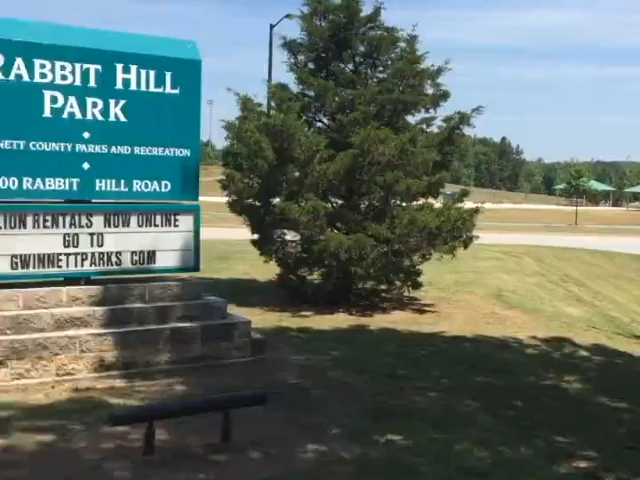 RABBIT HILL
PARK
NETT COUNTY PARKS AND RECREATION
00 RABBIT HILL ROAD
LION RENTALS NOW ONLINE
GO TO
GWINNETTPARKS COM